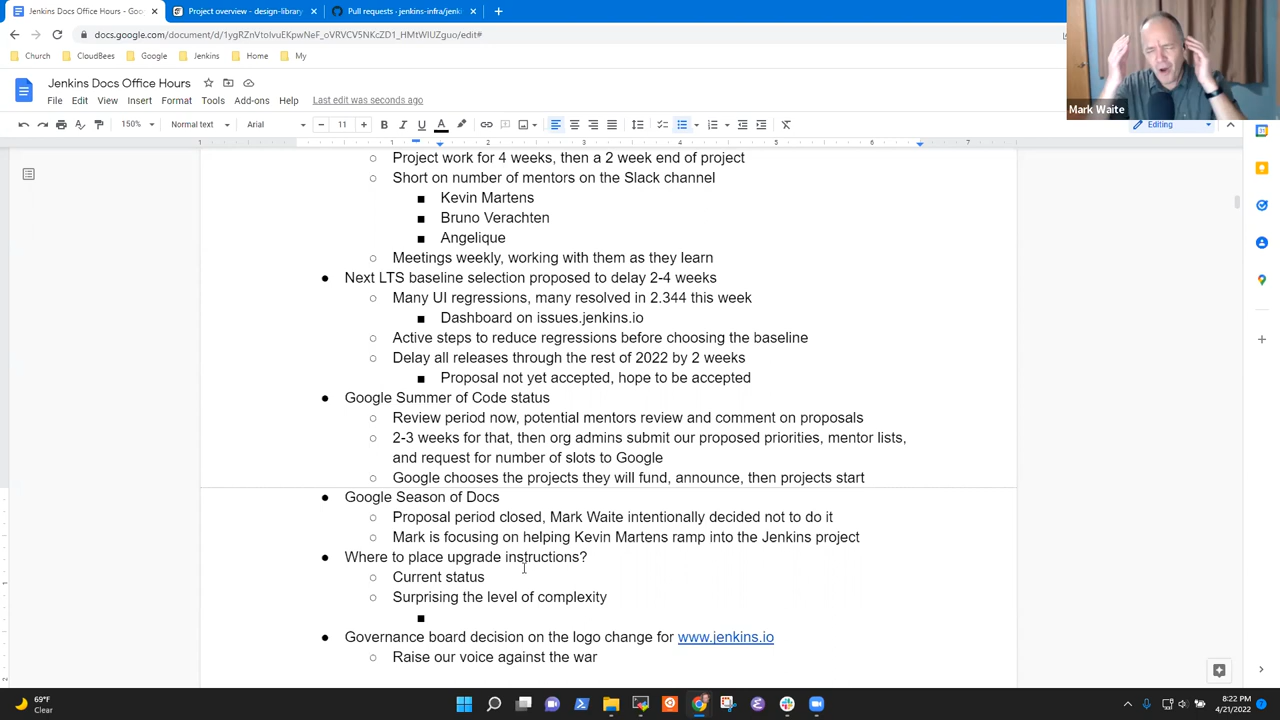 Jenkins Docs Office Hours - Goo
Project overview - design-library
Pull requests · jenkins-infra/jenk
docs.google.com/document/d/1ygRZnVtoIvuEKpwNeF_oVRVCV5NKcZD1_HMtWIUZguo/edit#
Church
CloudBees
Google
Jenkins
Home
My
Jenkins Docs Office Hours
File Edit View Insert Format Tools Add-ons Help Last edit was seconds ago
150% Normal text Arial 11 Editing
Mark Waite
1 1 2 3 4 5 6 7
○ Project work for 4 weeks, then a 2 week end of project
○ Short on number of mentors on the Slack channel
■ Kevin Martens
■ Bruno Verachten
■ Angelique
○ Meetings weekly, working with them as they learn
● Next LTS baseline selection proposed to delay 2-4 weeks
○ Many UI regressions, many resolved in 2.344 this week
■ Dashboard on issues.jenkins.io
○ Active steps to reduce regressions before choosing the baseline
○ Delay all releases through the rest of 2022 by 2 weeks
■ Proposal not yet accepted, hope to be accepted
● Google Summer of Code status
○ Review period now, potential mentors review and comment on proposals
○ 2-3 weeks for that, then org admins submit our proposed priorities, mentor lists,
and request for number of slots to Google
○ Google chooses the projects they will fund, announce, then projects start
● Google Season of Docs
○ Proposal period closed, Mark Waite intentionally decided not to do it
○ Mark is focusing on helping Kevin Martens ramp into the Jenkins project
● Where to place upgrade instructions?
○ Current status
○ Surprising the level of complexity
■
● Governance board decision on the logo change for www.jenkins.io
○ Raise our voice against the war
69°F
Clear
8:22 PM
4/21/2022